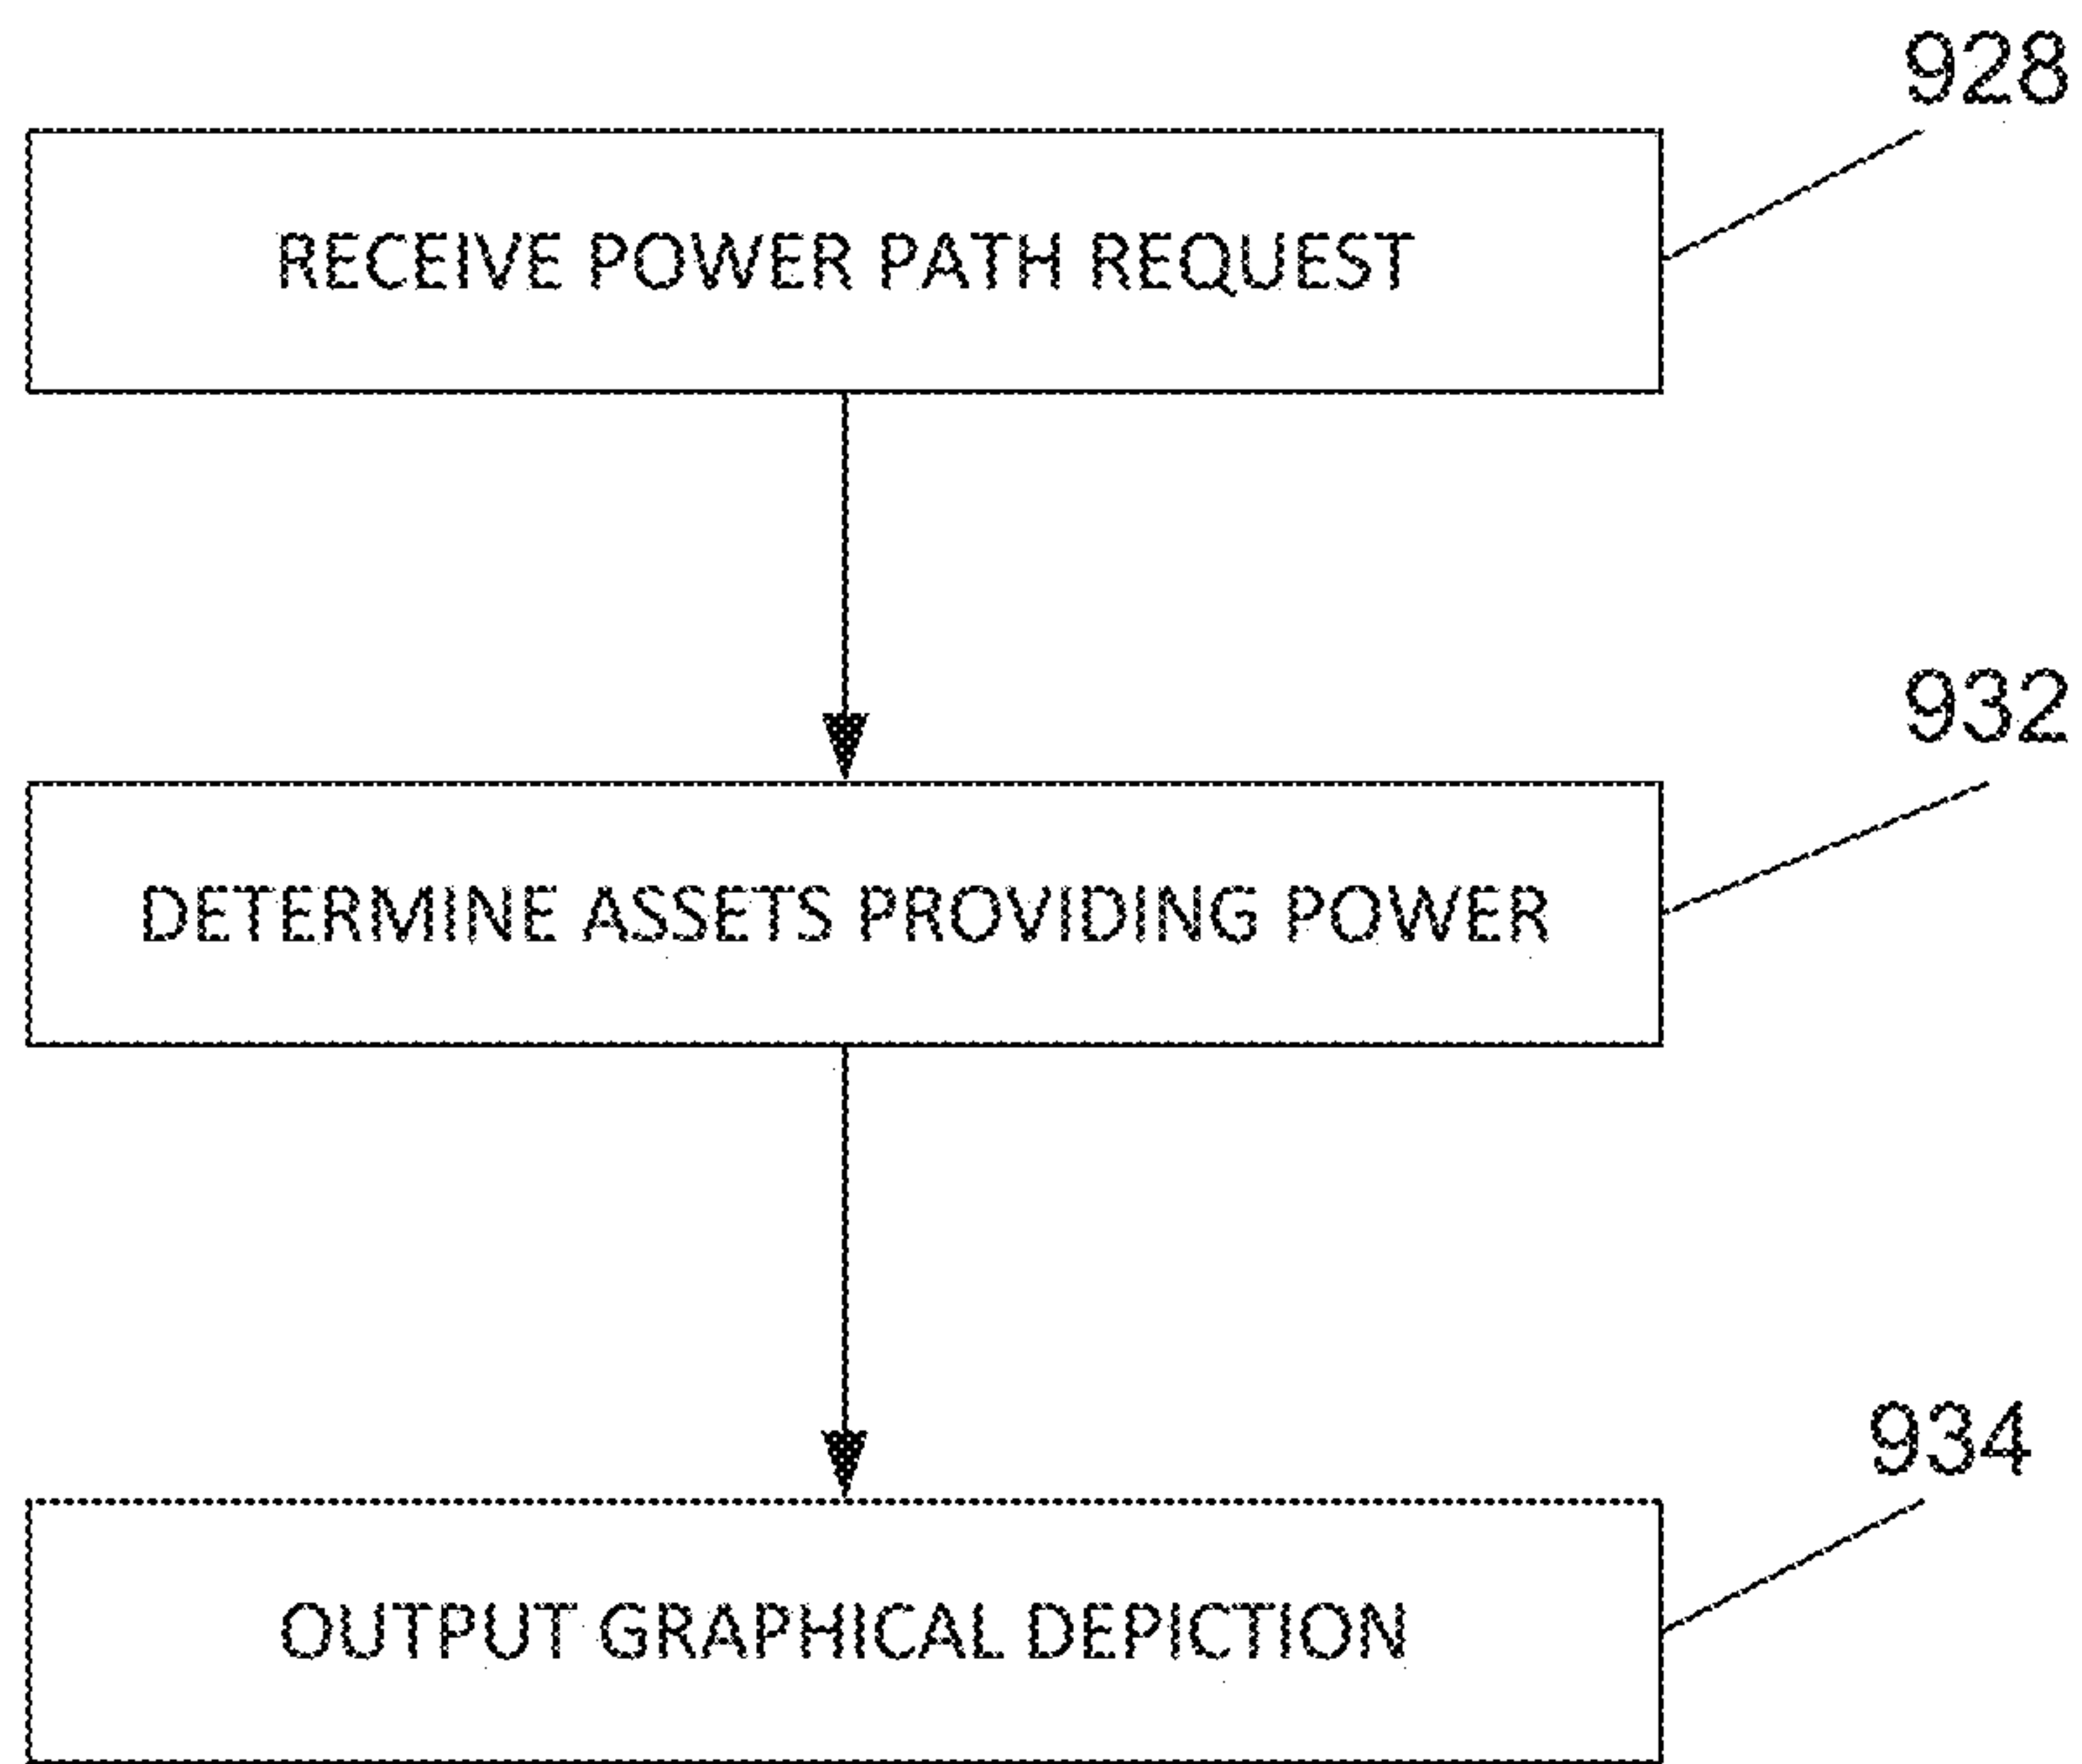 928
RECEIVE POWER PATH REQUEST
932
DETERMINE ASSETS PROVIDING POWER
934
OUTPUT GRAPHICAL DEPICTION